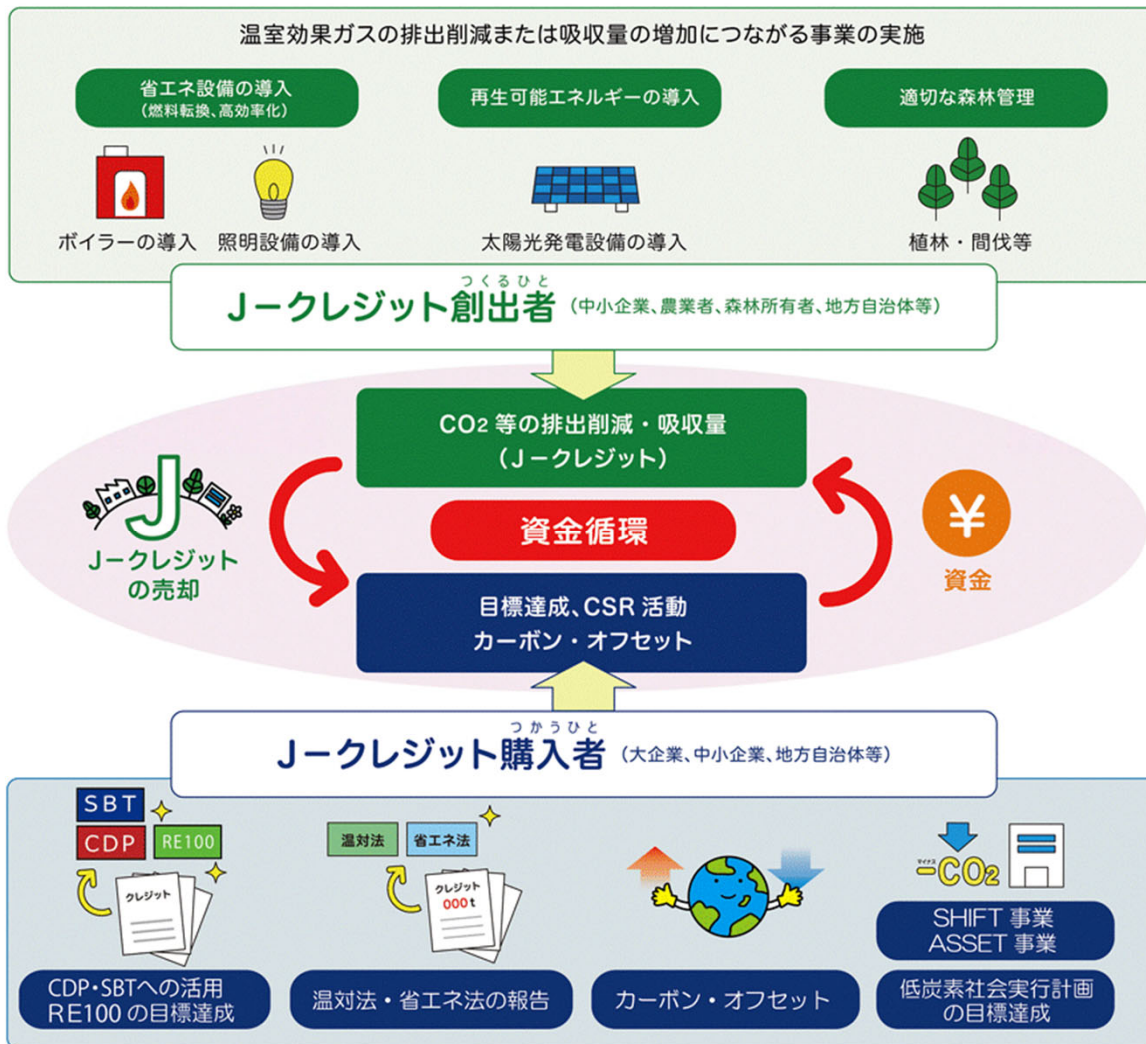 温室効果ガスの排出削減または吸収量の増加につながる事業の実施
省エネ設備の導入
（燃料転換、高効率化）
再生可能エネルギーの導入
適切な森林管理
ボイラーの導入
照明設備の導入
太陽光発電設備の導入
植林・間伐等
つくるひと
Jークレジット創出者（中小企業、農業者、森林所有者、地方自治体等）
CO2 等の排出削減・吸収量
（Jークレジット）
J
Jークレジット
の売却
資金循環
¥
資金
目標達成、CSR 活動
カーボン・オフセット
つかうひと
Jークレジット購入者（大企業、中小企業、地方自治体等）
SBT
CDP
RE100
クレジット
CDP・SBTへの活用
RE100 の目標達成
温対法
省エネ法
クレジット
000t
温対法・省エネ法の報告
カーボン・オフセット
マイナス
-CO2
SHIFT 事業
ASSET 事業
低炭素社会実行計画
の目標達成